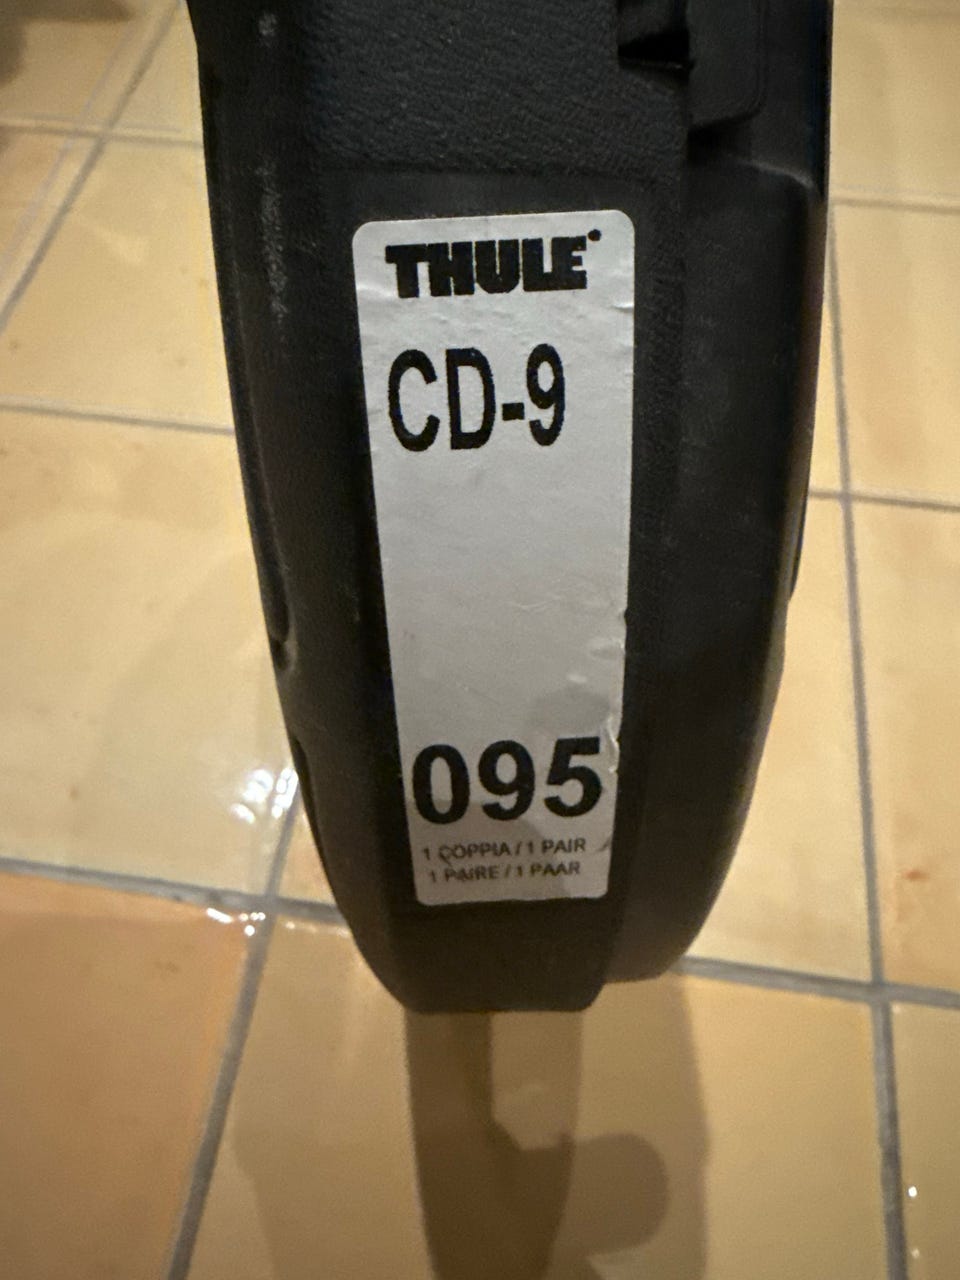 THULE
CD-9
095
1 COPPIA / 1 PAIR
1 PAIRE / 1 PAAR